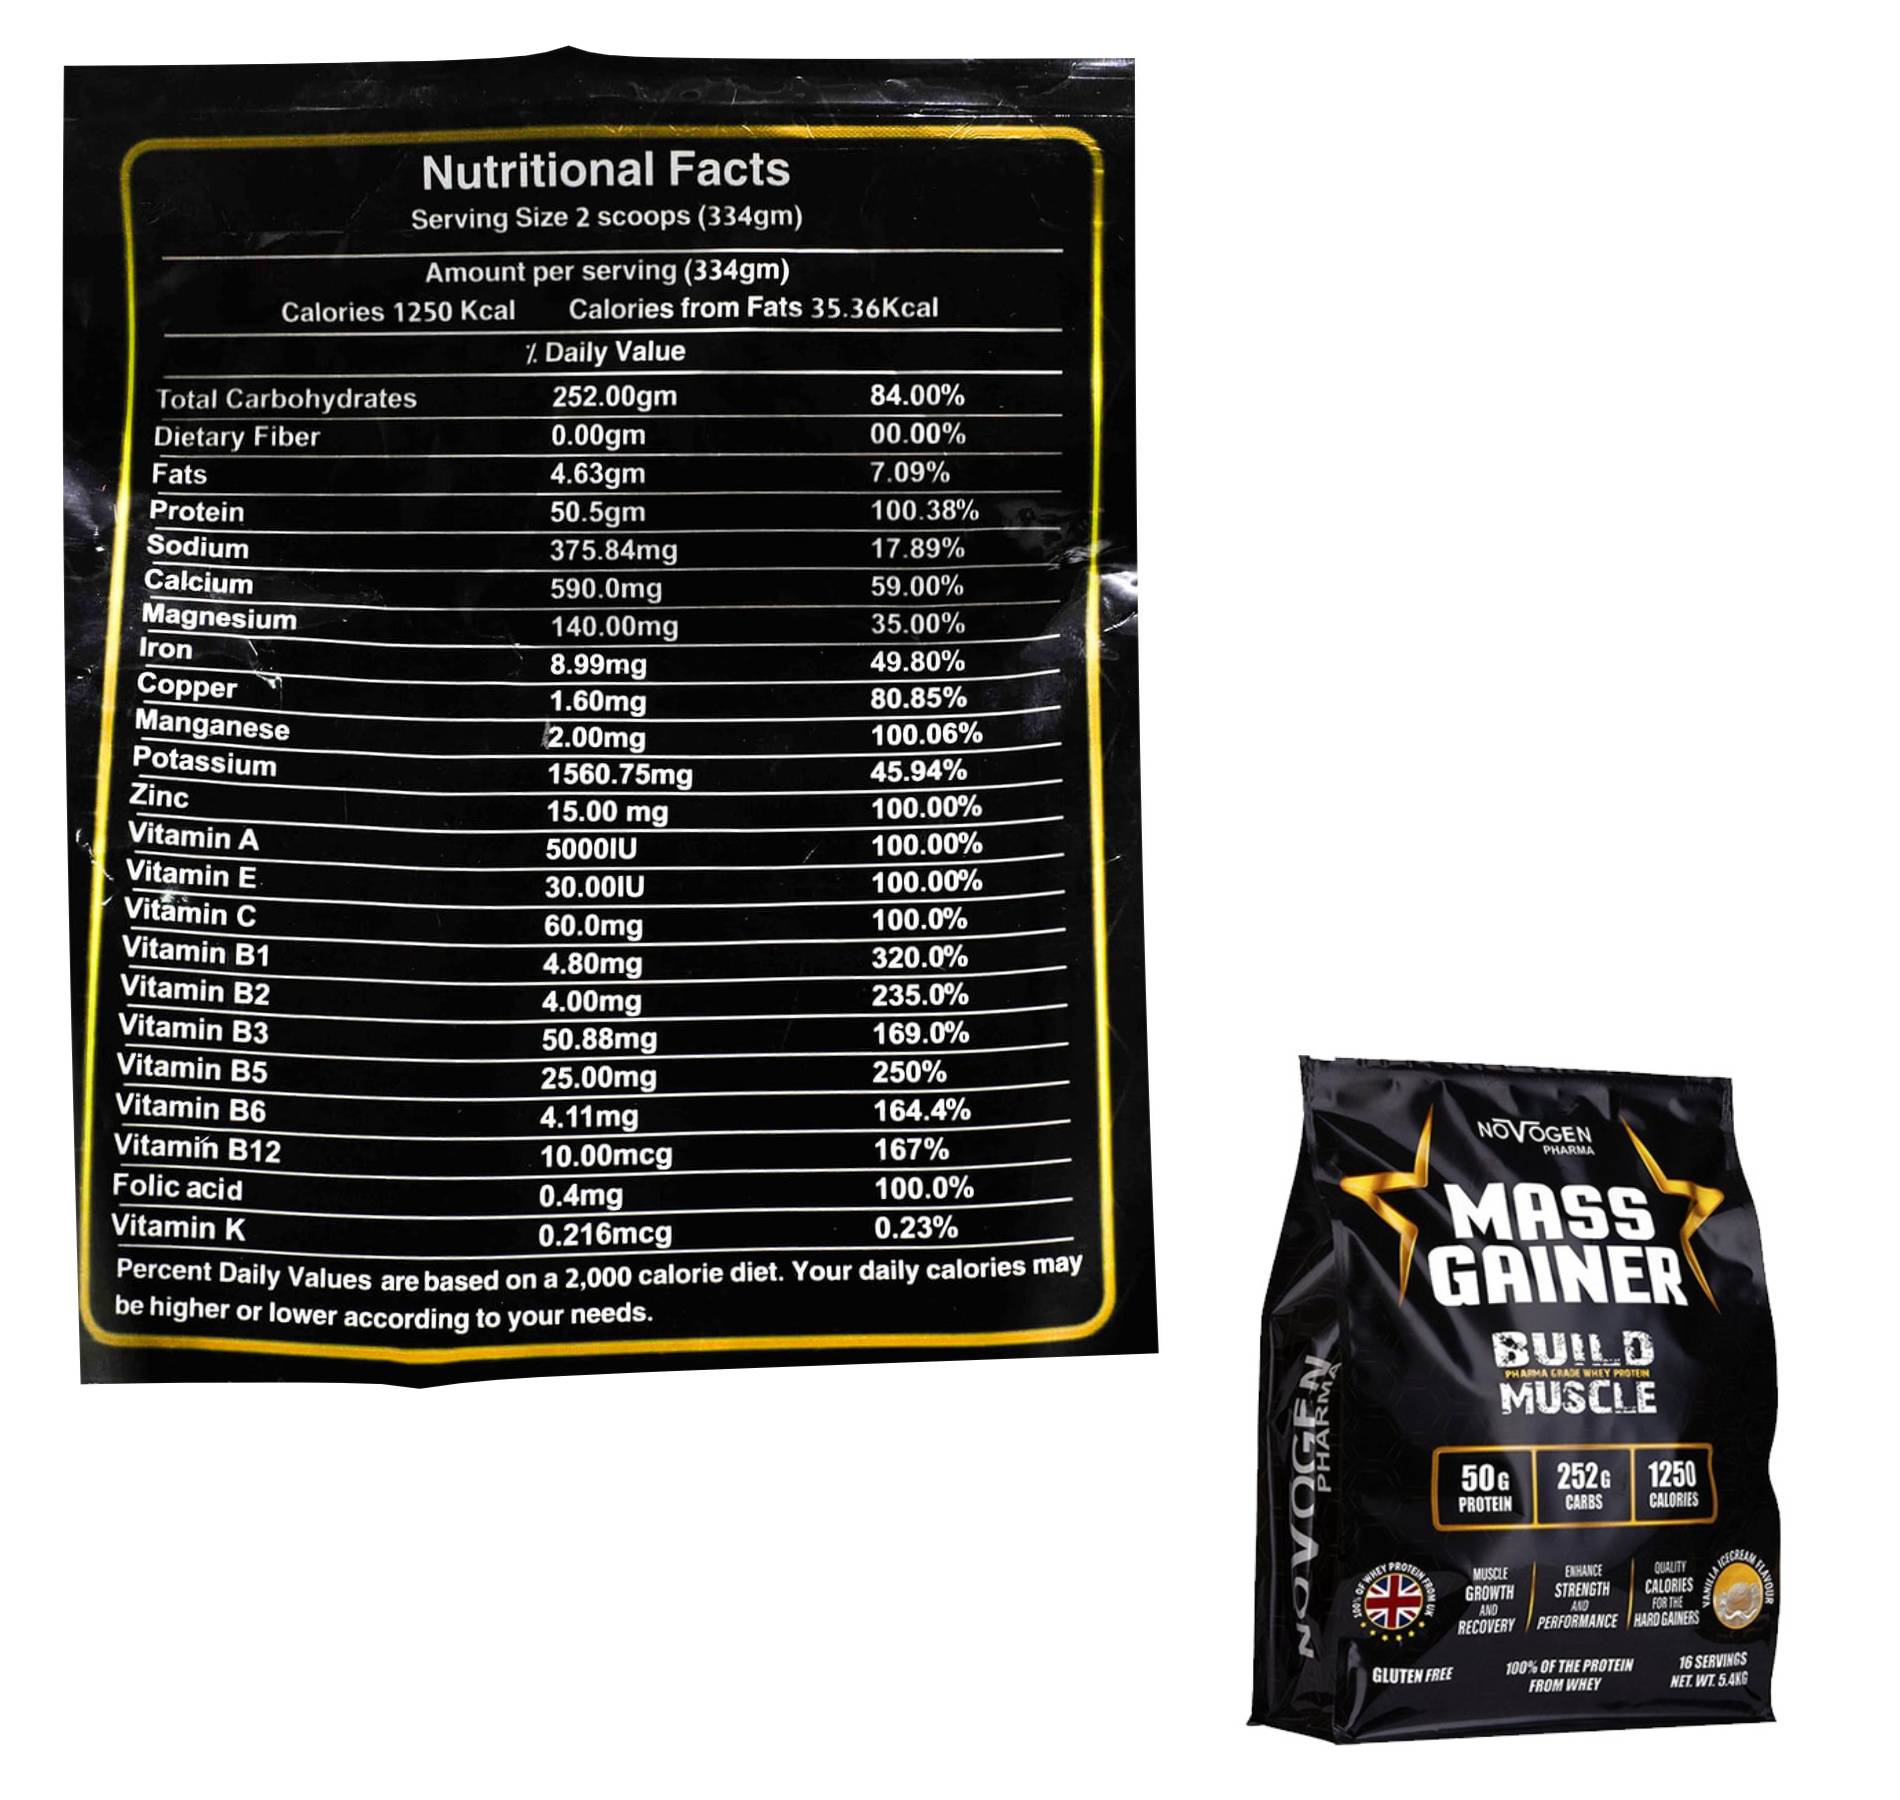 Nutritional Facts
Serving Size 2 scoops (334gm)
Amount per serving (334gm)
Calories 1250 Kcal Calories from Fats 35.36Kcal
% Daily Value
Total Carbohydrates 252.00gm 84.00%
Dietary Fiber 0.00gm 00.00%
Fats 4.63gm 7.09%
Protein 50.5gm 100.38%
Sodium 375.84mg 17.89%
Calcium 590.0mg 59.00%
Magnesium 140.00mg 35.00%
Iron 8.99mg 49.80%
Copper 1.60mg 80.85%
Manganese 2.00mg 100.06%
Potassium 1560.75mg 45.94%
Zinc 15.00 mg 100.00%
Vitamin A 5000IU 100.00%
Vitamin E 30.00IU 100.00%
Vitamin C 60.0mg 100.0%
Vitamin B1 4.80mg 320.0%
Vitamin B2 4.00mg 235.0%
Vitamin B3 50.88mg 169.0%
Vitamin B5 25.00mg 250%
Vitamin B6 4.11mg 164.4%
Vitamin B12 10.00mcg 167%
Folic acid 0.4mg 100.0%
Vitamin K 0.216mcg 0.23%
Percent Daily Values are based on a 2,000 calorie diet. Your daily calories may
be higher or lower according to your needs.
NOVOGEN
PHARMA
MASS
GAINER
BUILD
PHARMA GRADE WHEY PROTEIN
MUSCLE
50G
PROTEIN
252G
CARBS
1250
CALORIES
100% OF WHEY PROTEIN FROM UK
MUSCLE
GROWTH
AND
RECOVERY
ENHANCE
STRENGTH
AND
PERFORMANCE
QUALITY
CALORIES
FOR THE
HARD GAINERS
VANILLA ICECREAM FLAVOUR
GLUTEN FREE
100% OF THE PROTEIN
FROM WHEY
16 SERVINGS
NET. WT. 5.4KG
NOVOGEN
PHARMA